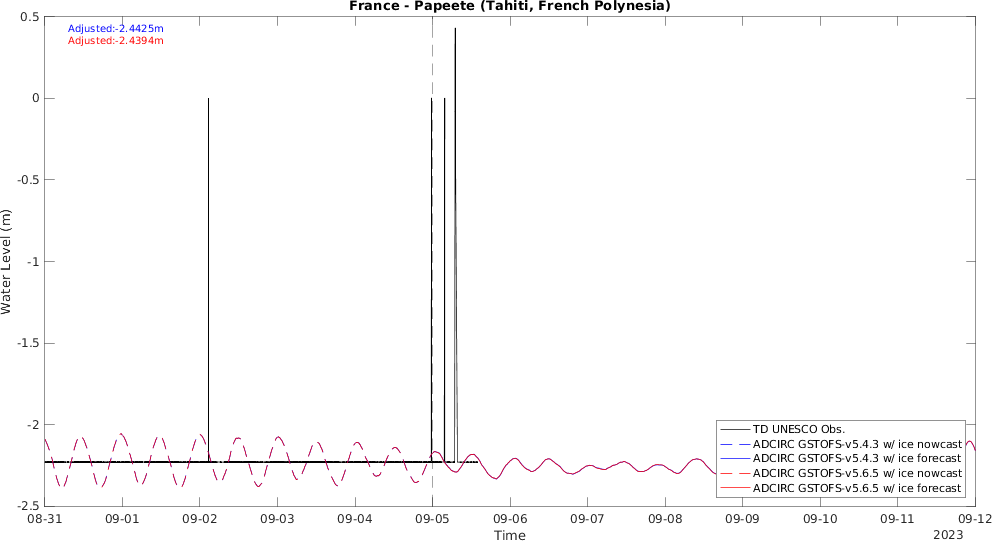 France - Papeete (Tahiti, French Polynesia)
Adjusted:-2.4425m
Adjusted:-2.4394m
0.5
0
-0.5
-1
-1.5
-2
-2.5
Water Level (m)
TD UNESCO Obs.
ADCIRC GSTOFS-v5.4.3 w/ ice nowcast
ADCIRC GSTOFS-v5.4.3 w/ ice forecast
ADCIRC GSTOFS-v5.6.5 w/ ice nowcast
ADCIRC GSTOFS-v5.6.5 w/ ice forecast
08-31 09-01 09-02 09-03 09-04 09-05 09-06 09-07 09-08 09-09 09-10 09-11 09-12
Time
2023